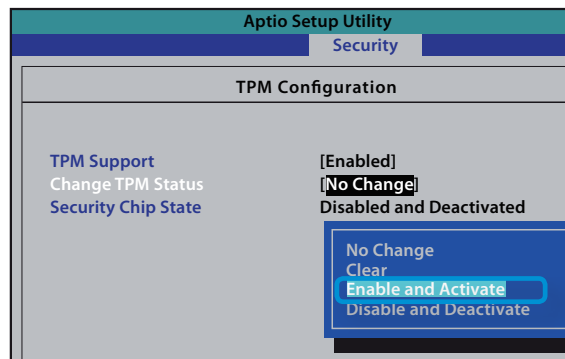 Aptio Setup Utility
Security
TPM Configuration
TPM Support [Enabled]
Change TPM Status [No Change]
Security Chip State Disabled and Deactivated
No Change
Clear
Enable and Activate
Disable and Deactivate